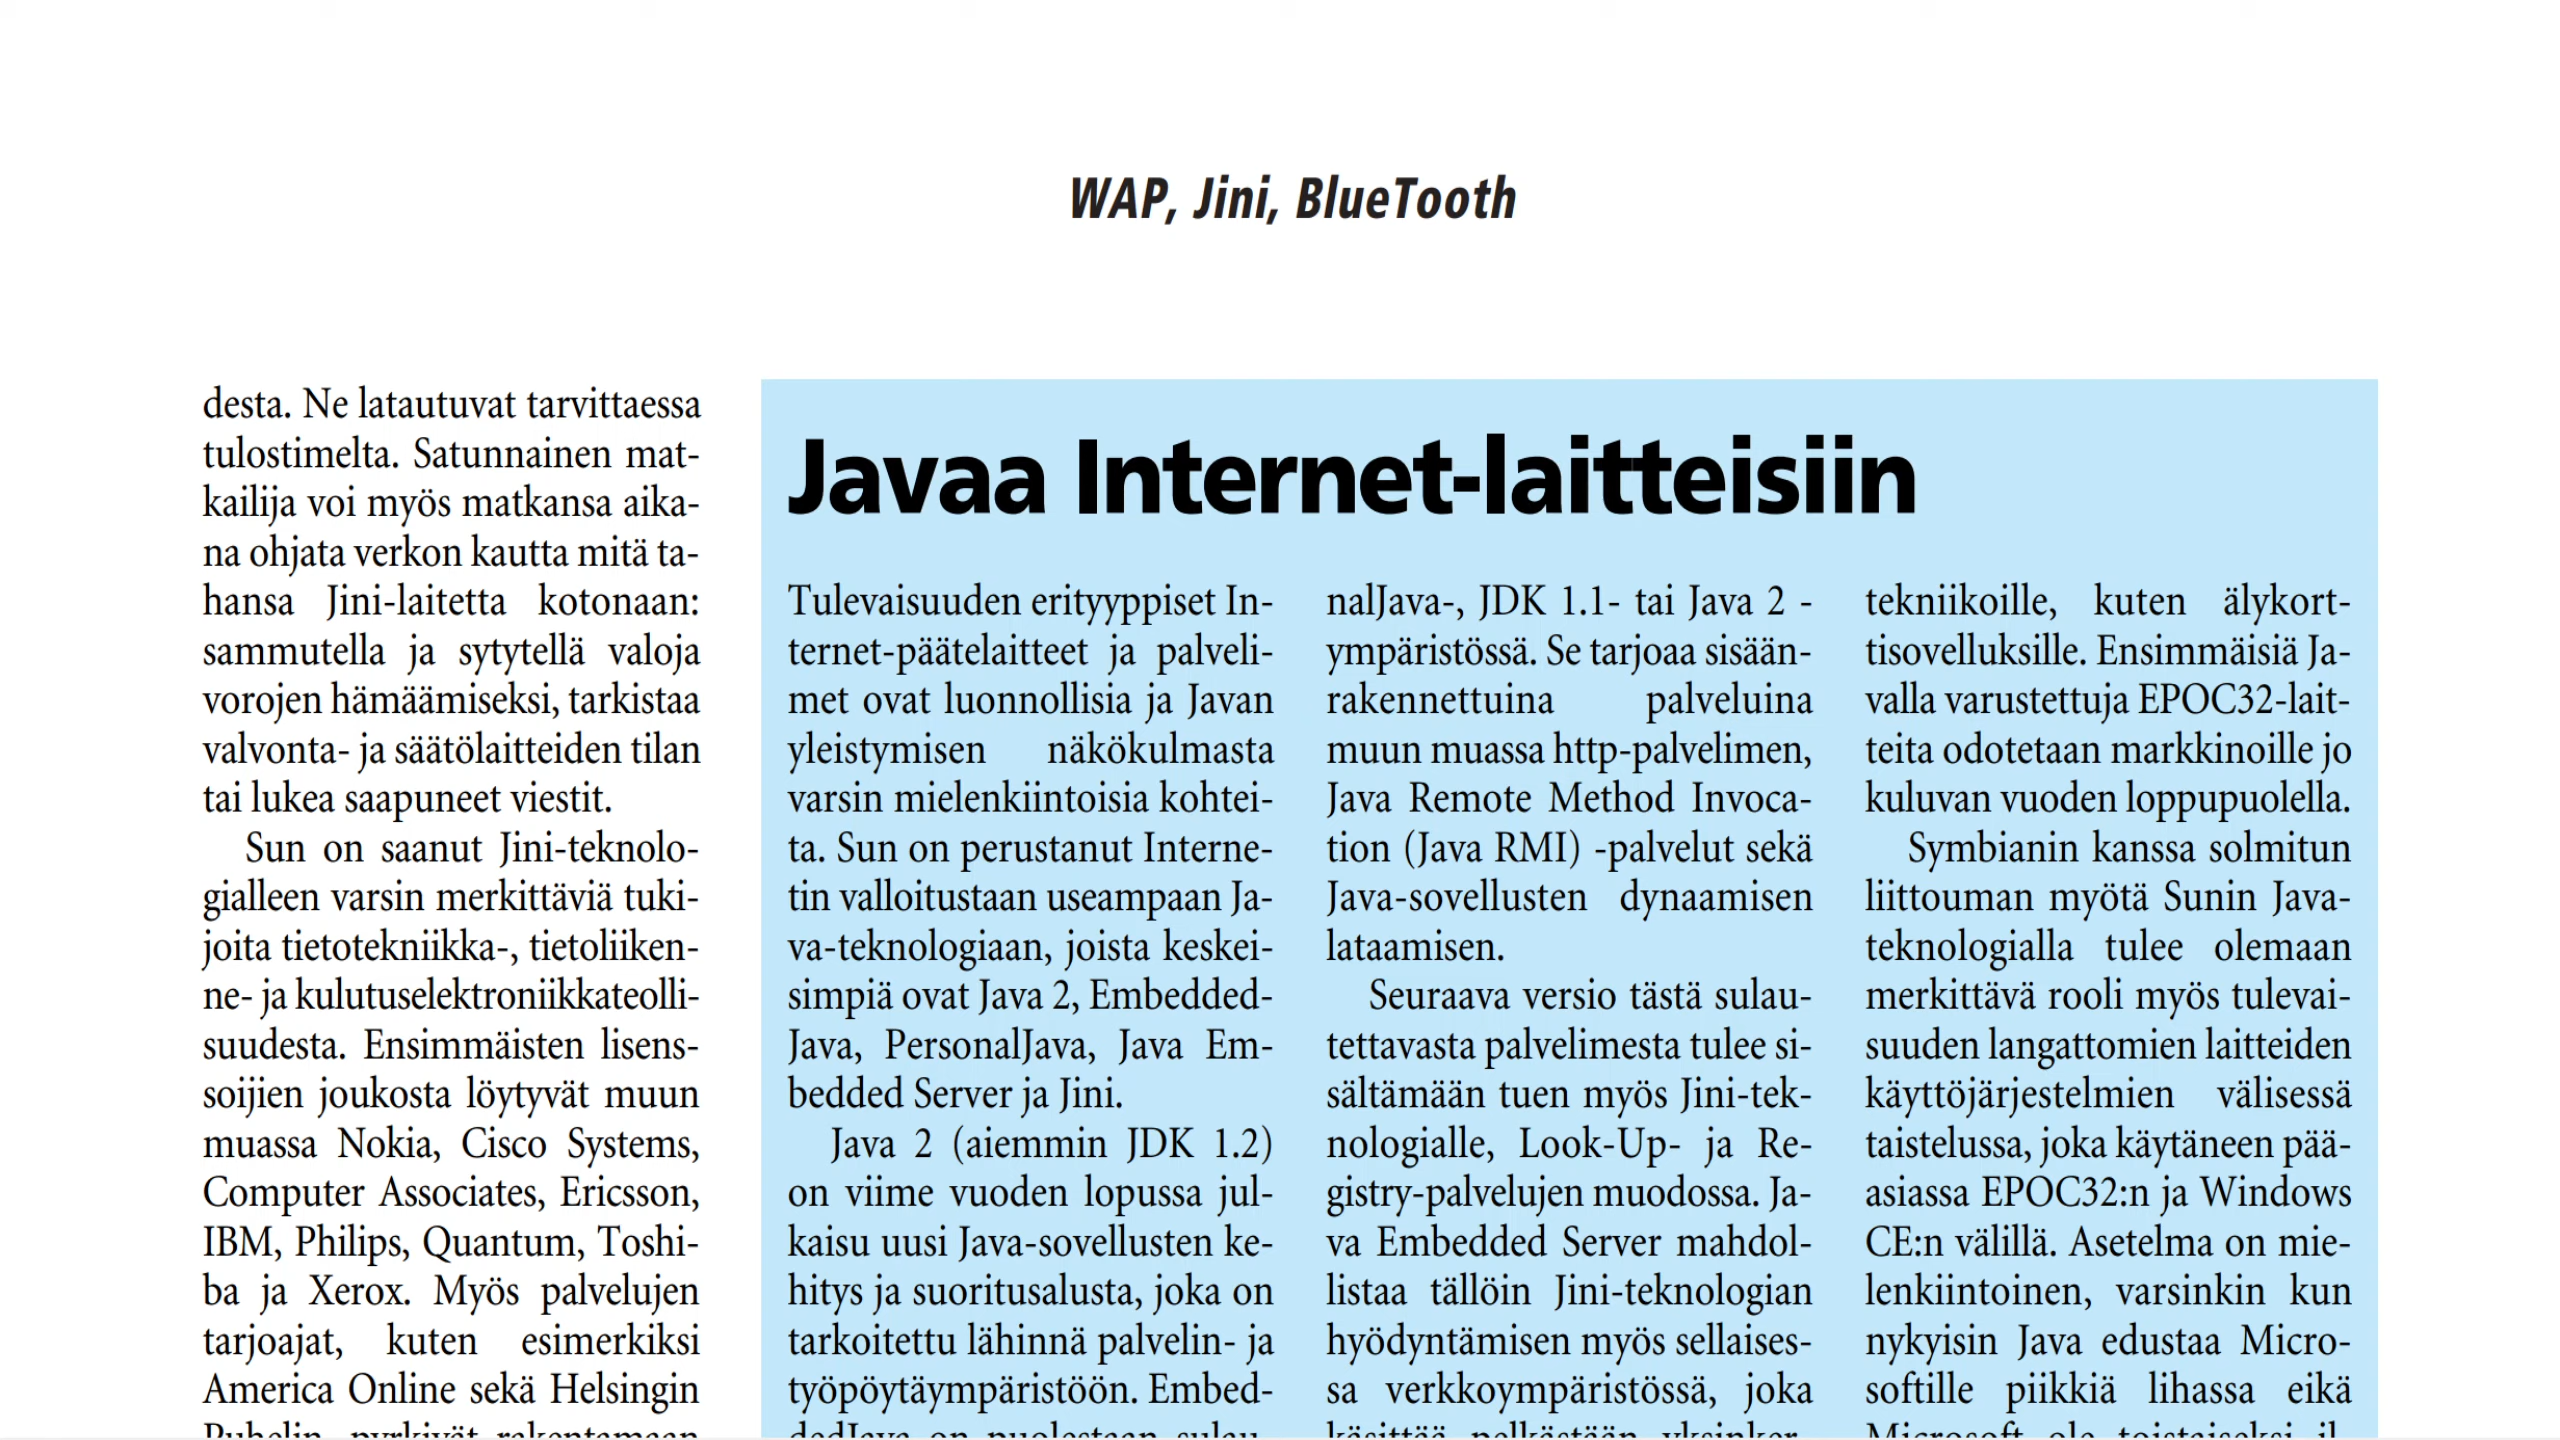 WAP, Jini, BlueTooth
desta. Ne latautuvat tarvittaessa
tulostimelta. Satunnainen mat-
kailija voi myös matkansa aika-
na ohjata verkon kautta mitä ta-
hansa Jini-laitetta kotonaan:
sammutella ja sytytellä valoja
vorojen hämäämiseksi, tarkistaa
valvonta- ja säätölaitteiden tilan
tai lukea saapuneet viestit.
Sun on saanut Jini-teknolo-
gialleen varsin merkittäviä tuki-
joita tietotekniikka-, tietoliiken-
ne- ja kulutuselektroniikkateolli-
suudesta. Ensimmäisten lisens-
soijien joukosta löytyvät muun
muassa Nokia, Cisco Systems,
Computer Associates, Ericsson,
IBM, Philips, Quantum, Toshi-
ba ja Xerox. Myös palvelujen
tarjoajat, kuten esimerkiksi
America Online sekä Helsingin
Puhelin, pyrkivät rakentamaan
Javaa Internet-laitteisiin
Tulevaisuuden erityyppiset In-
ternet-päätelaitteet ja palveli-
met ovat luonnollisia ja Javan
yleistymisen näkökulmasta
varsin mielenkiintoisia kohtei-
ta. Sun on perustanut Interne-
tin valloitustaan useampaan Ja-
va-teknologiaan, joista keskei-
simpiä ovat Java 2, Embedded-
Java, PersonalJava, Java Em-
bedded Server ja Jini.
Java 2 (aiemmin JDK 1.2)
on viime vuoden lopussa jul-
kaisu uusi Java-sovellusten ke-
hitys ja suoritusalusta, joka on
tarkoitettu lähinnä palvelin- ja
työpöytäympäristöön. Embed-
dedJava on puolestaan sulau-
nalJava-, JDK 1.1- tai Java 2 -
ympäristössä. Se tarjoaa sisään-
rakennettuina palveluina
muun muassa http-palvelimen,
Java Remote Method Invoca-
tion (Java RMI) -palvelut sekä
Java-sovellusten dynaamisen
lataamisen.
Seuraava versio tästä sulau-
tettavasta palvelimesta tulee si-
sältämään tuen myös Jini-tek-
nologialle, Look-Up- ja Re-
gistry-palvelujen muodossa. Ja-
va Embedded Server mahdol-
listaa tällöin Jini-teknologian
hyödyntämisen myös sellaises-
sa verkkoympäristössä, joka
käsittää pelkästään yksinker-
tekniikoille, kuten älykort-
tisovelluksille. Ensimmäisiä Ja-
valla varustettuja EPOC32-lait-
teita odotetaan markkinoille jo
kuluvan vuoden loppupuolella.
Symbianin kanssa solmitun
liittouman myötä Sunin Java-
teknologialla tulee olemaan
merkittävä rooli myös tulevai-
suuden langattomien laitteiden
käyttöjärjestelmien välisessä
taistelussa, joka käytäneen pää-
asiassa EPOC32:n ja Windows
CE:n välillä. Asetelma on mie-
lenkiintoinen, varsinkin kun
nykyisin Java edustaa Micro-
softille piikkiä lihassa eikä
Microsoft ole toistaiseksi il-